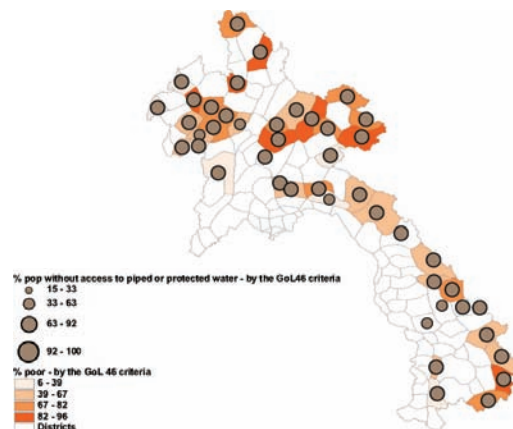 % pop without access to piped or protected water - by the GoL46 criteria
15 - 33
33 - 63
63 - 92
92 - 100
% poor - by the GoL 46 criteria
6 - 39
39 - 67
67 - 82
82 - 96
Districts